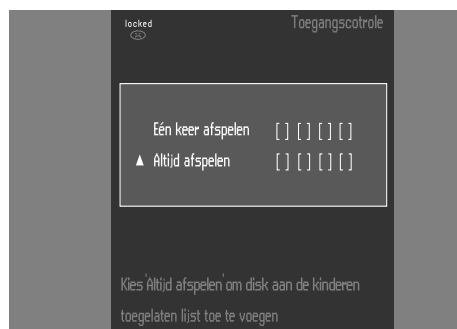 locked
Toegangscotrole
Eén keer afspelen [ ] [ ] [ ] [ ]
▲ Altijd afspelen [ ] [ ] [ ] [ ]
Kies 'Altijd afspelen' om disk aan de kinderen
toegelaten lijst toe te voegen